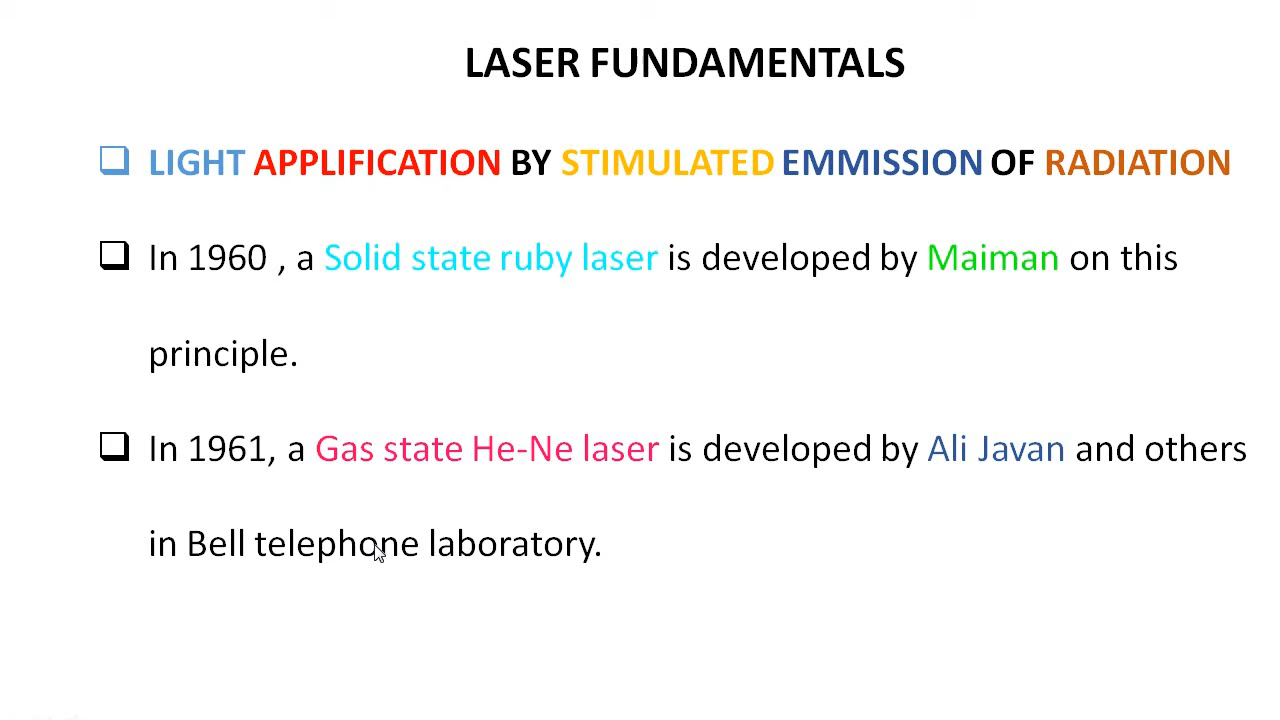 LASER FUNDAMENTALS
LIGHT APPLIFICATION BY STIMULATED EMMISSION OF RADIATION
In 1960 , a Solid state ruby laser is developed by Maiman on this
principle.
In 1961, a Gas state He-Ne laser is developed by Ali Javan and others
in Bell telephone laboratory.